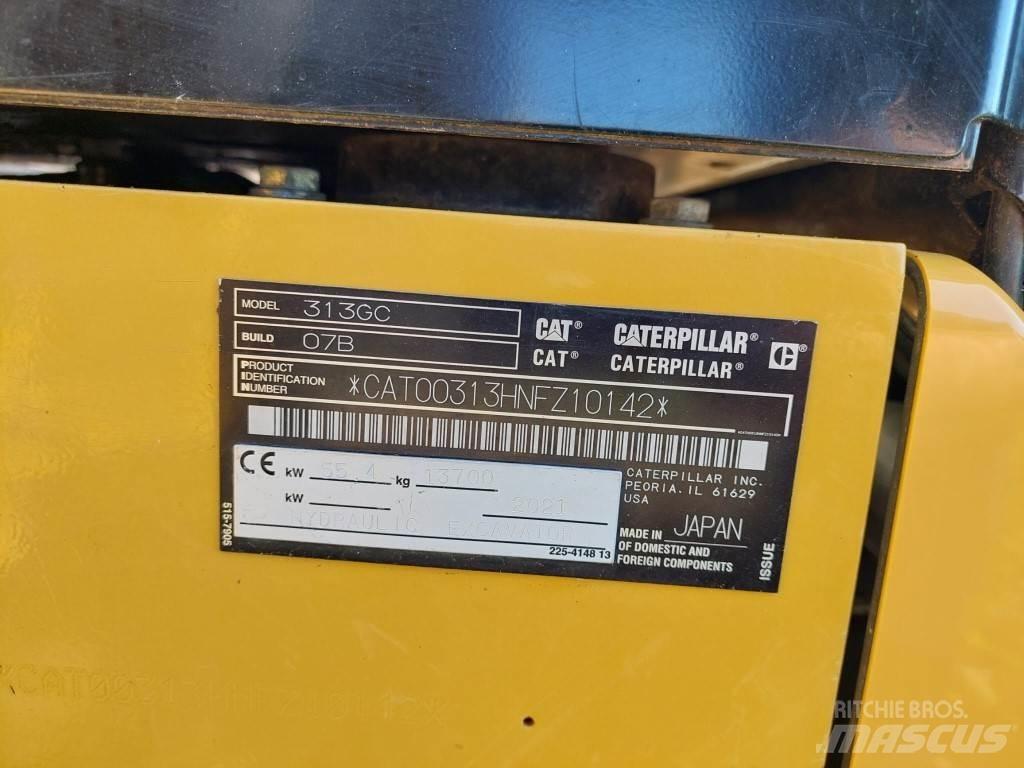 MODEL 313GC
BUILD 07B
CAT® CATERPILLAR®
CAT® CATERPILLAR®
PRODUCT
IDENTIFICATION
NUMBER
*CAT00313HNFZ10142*
CE kW 55.4 kg 13700
kW 2021
HYDRAULIC EXCAVATOR
225-4148 13
515-7906
CATERPILLAR INC.
PEORIA. IL 61629
USA
MADE IN JAPAN
OF DOMESTIC AND
FOREIGN COMPONENTS
ISSUE
RITCHIE BROS.
MASCUS